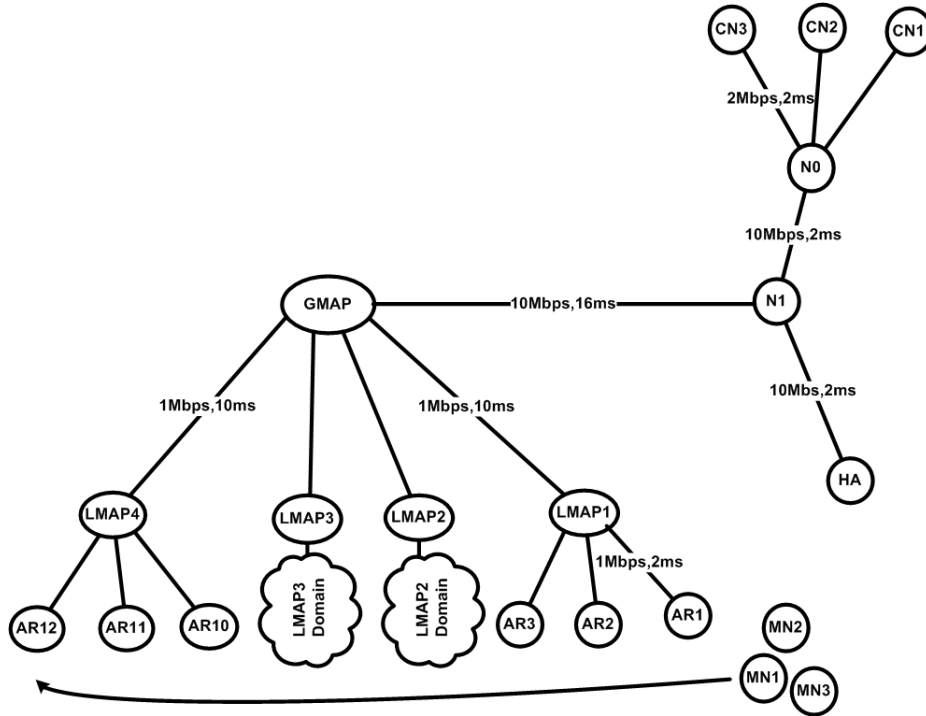 CN3
CN2
CN1
2Mbps,2ms
N0
10Mbps,2ms
GMAP
10Mbps,16ms
N1
1Mbps,10ms
1Mbps,10ms
10Mbs,2ms
HA
LMAP4
LMAP3
LMAP2
LMAP1
1Mbps,2ms
LMAP3
Domain
LMAP2
Domain
AR12
AR11
AR10
AR3
AR2
AR1
MN2
MN1
MN3